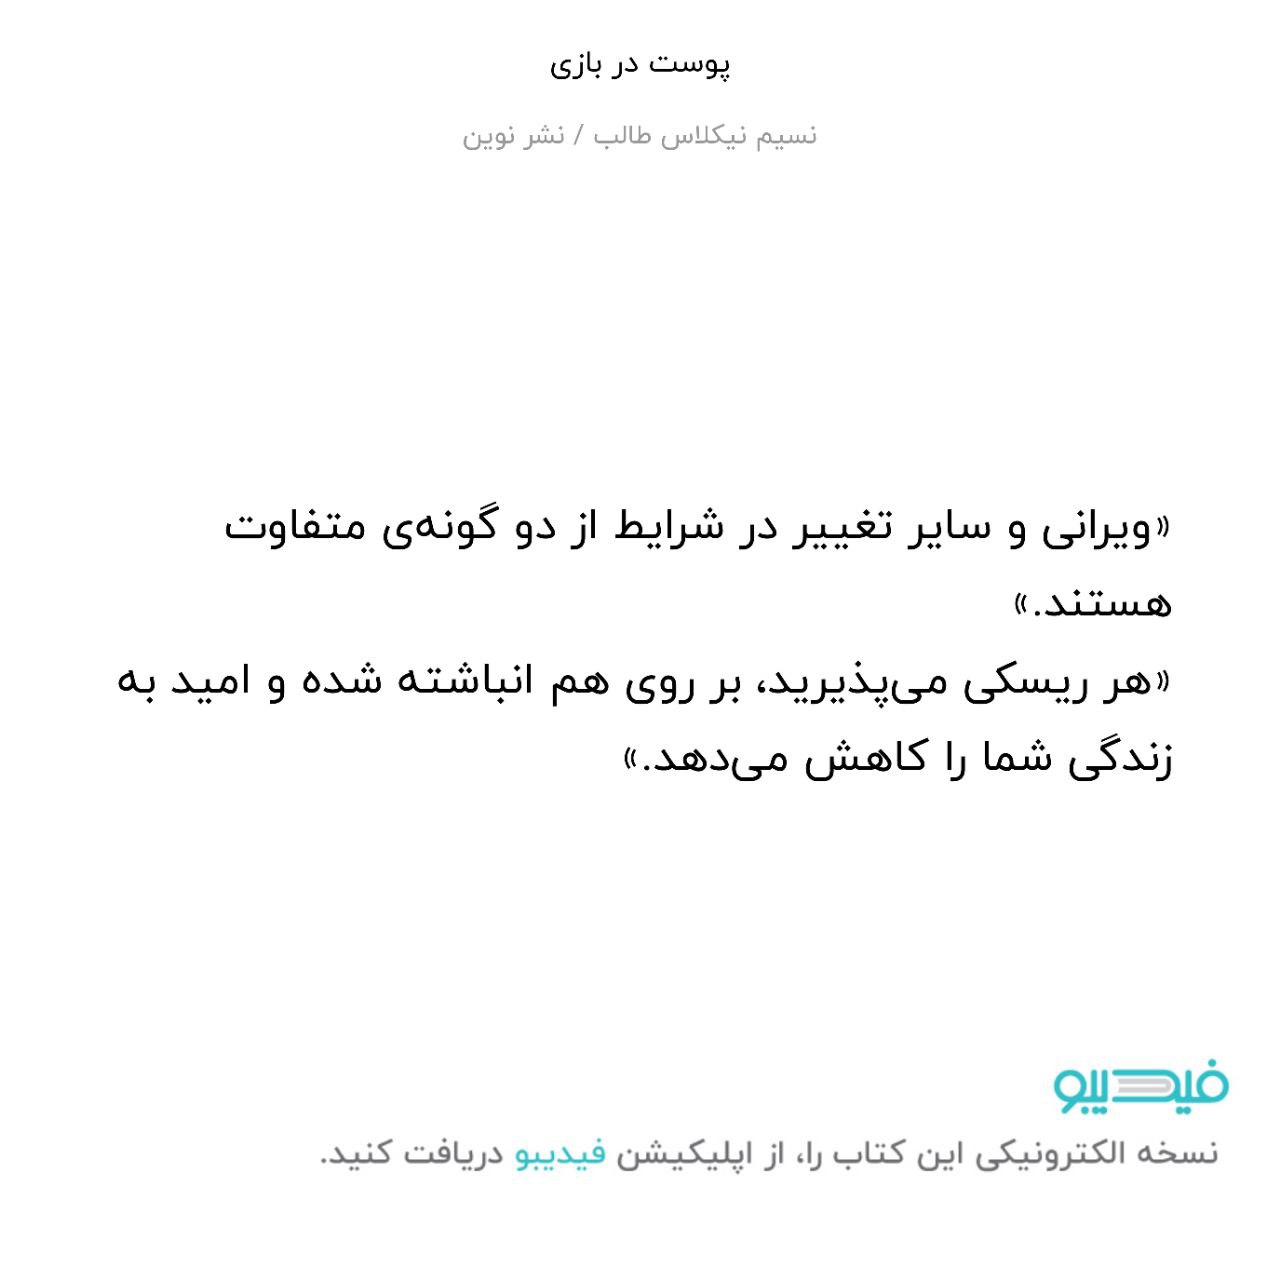 پوست در بازی
نسیم نیکلاس طالب / نشر نوین
«ویرانی و سایر تغییر در شرایط از دو گونه‌ی متفاوت
هستند.»
«هر ریسکی می‌پذیرید، بر روی هم انباشته شده و امید به
زندگی شما را کاهش می‌دهد.»
فیدیبو
نسخه الکترونیکی این کتاب را، از اپلیکیشن فیدیبو دریافت کنید.